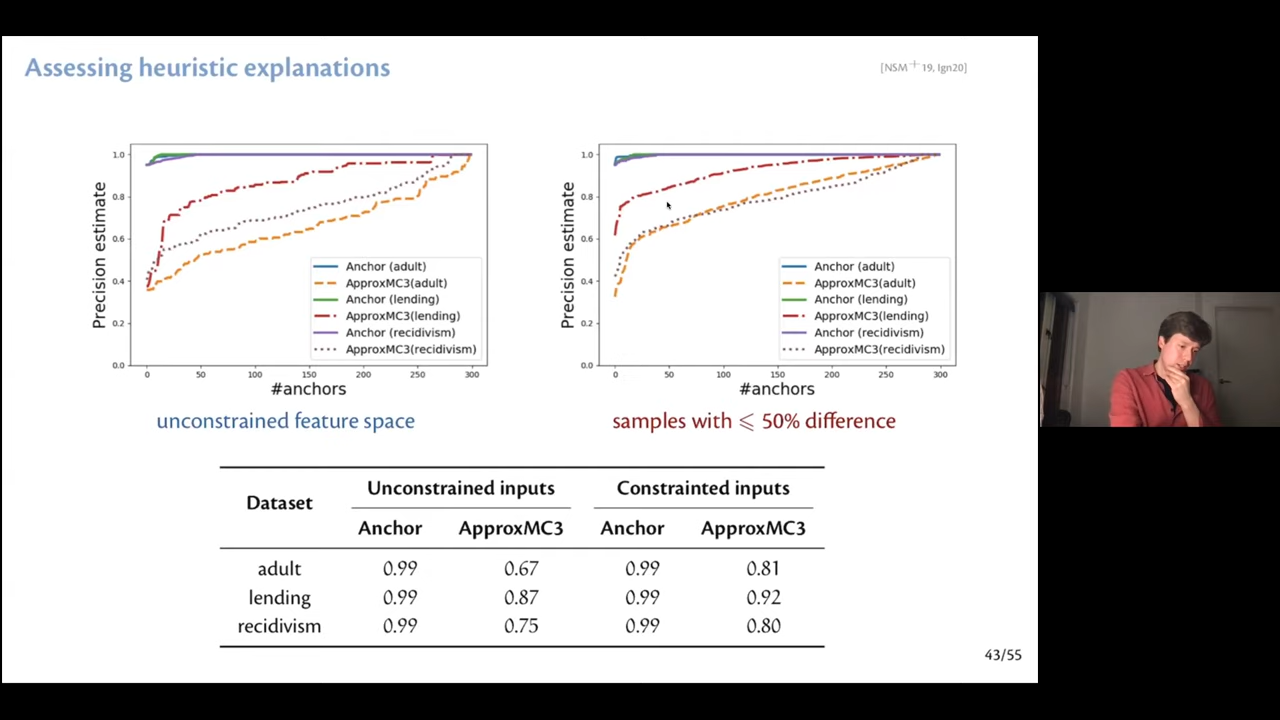 Assessing heuristic explanations
[NSM+19, Ign20]
Precision estimate
1.0
0.8
0.6
0.4
0.2
0.0
Anchor (adult)
ApproxMC3(adult)
Anchor (lending)
ApproxMC3(lending)
Anchor (recidivism)
ApproxMC3(recidivism)
0 50 100 150 200 250 300
#anchors
unconstrained feature space
Precision estimate
1.0
0.8
0.6
0.4
0.2
0.0
Anchor (adult)
ApproxMC3(adult)
Anchor (lending)
ApproxMC3(lending)
Anchor (recidivism)
ApproxMC3(recidivism)
0 50 100 150 200 250 300
#anchors
samples with ⩽ 50% difference
Dataset Unconstrained inputs Constrainted inputs
Anchor ApproxMC3 Anchor ApproxMC3
adult 0.99 0.67 0.99 0.81
lending 0.99 0.87 0.99 0.92
recidivism 0.99 0.75 0.99 0.80
43/55